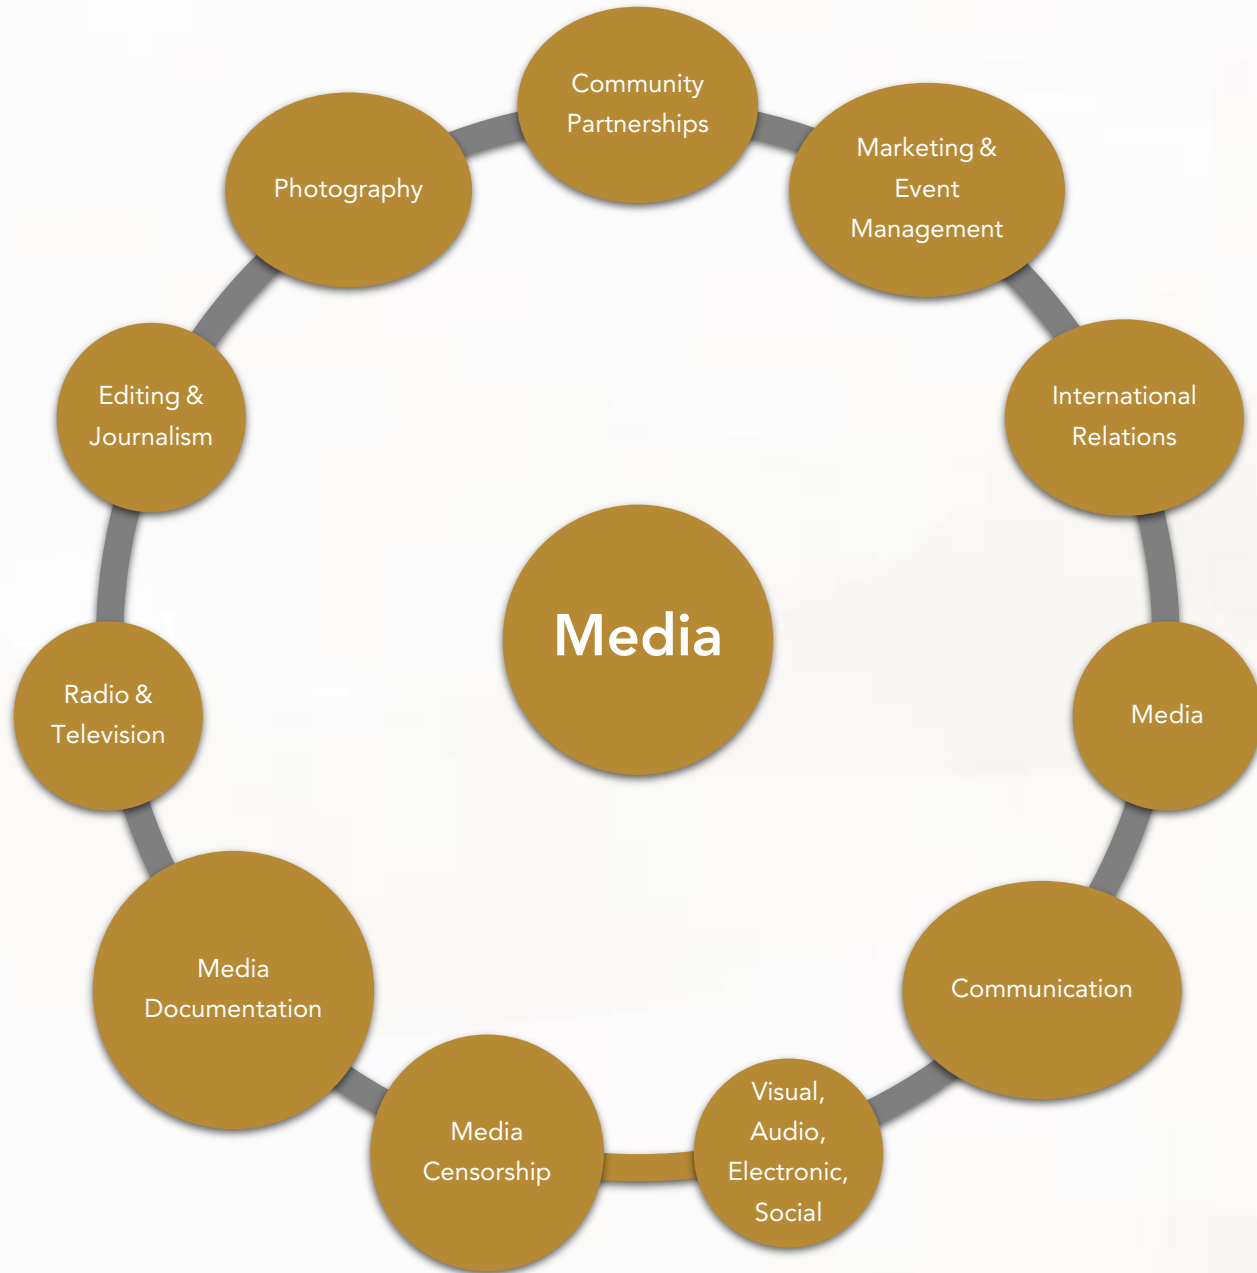 Community
Partnerships
Marketing &
Event
Management
International
Relations
Media
Communication
Visual,
Audio,
Electronic,
Social
Media
Censorship
Media
Documentation
Radio &
Television
Editing &
Journalism
Photography
Media